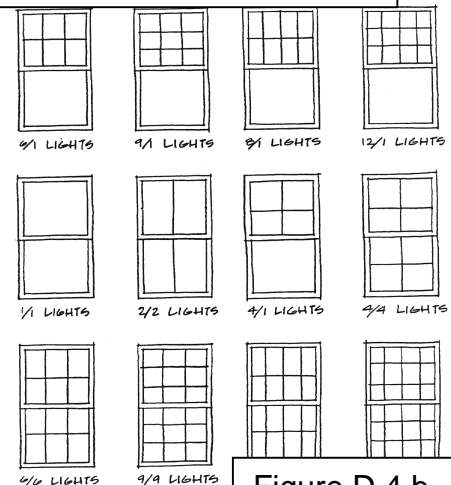 6/1 LIGHTS 9/1 LIGHTS 8/1 LIGHTS 12/1 LIGHTS
1/1 LIGHTS 2/2 LIGHTS 4/1 LIGHTS 4/4 LIGHTS
6/6 LIGHTS 9/9 LIGHTS
Figure D.4.b